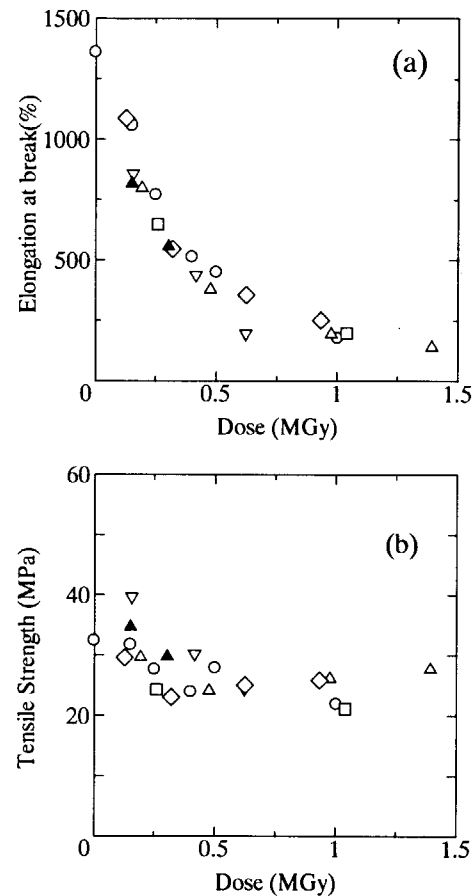 1500
(a)
1000
Elongation at break(%)
500
0
0.5
1
1.5
Dose (MGy)
60
(b)
Tensile Strength (MPa)
40
20
0
0.5
1
1.5
Dose (MGy)